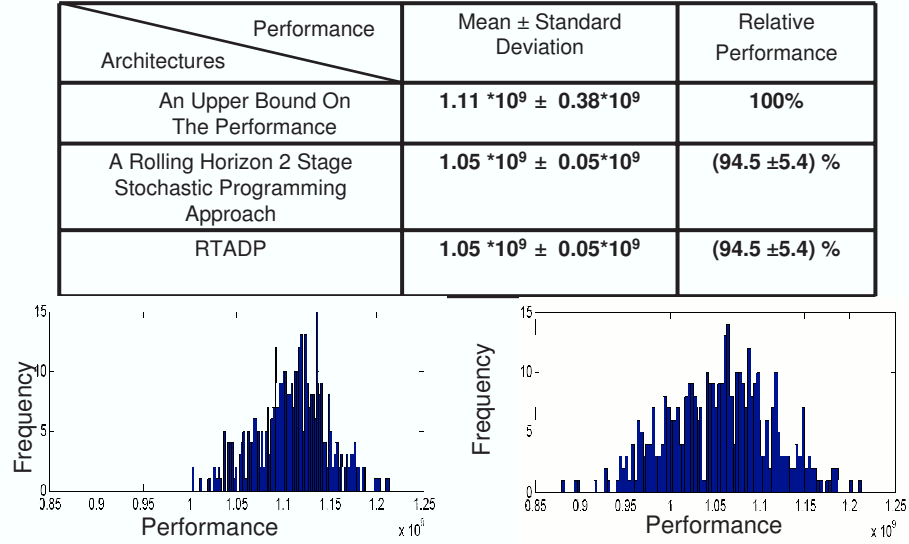 Performance
Architectures
Mean ± Standard
Deviation
Relative
Performance
An Upper Bound On
The Performance
1.11 *10⁹ ± 0.38*10⁹
100%
A Rolling Horizon 2 Stage
Stochastic Programming
Approach
1.05 *10⁹ ± 0.05*10⁹
(94.5 ±5.4) %
RTADP
1.05 *10⁹ ± 0.05*10⁹
(94.5 ±5.4) %
15
10
5
0
Frequency
0.85 0.9 0.95 1 1.05 1.1 1.15 1.2 1.25
Performance
15
10
5
0
Frequency
0.85 0.9 0.95 1 1.05 1.1 1.15 1.2 1.25
Performance
x 10⁹